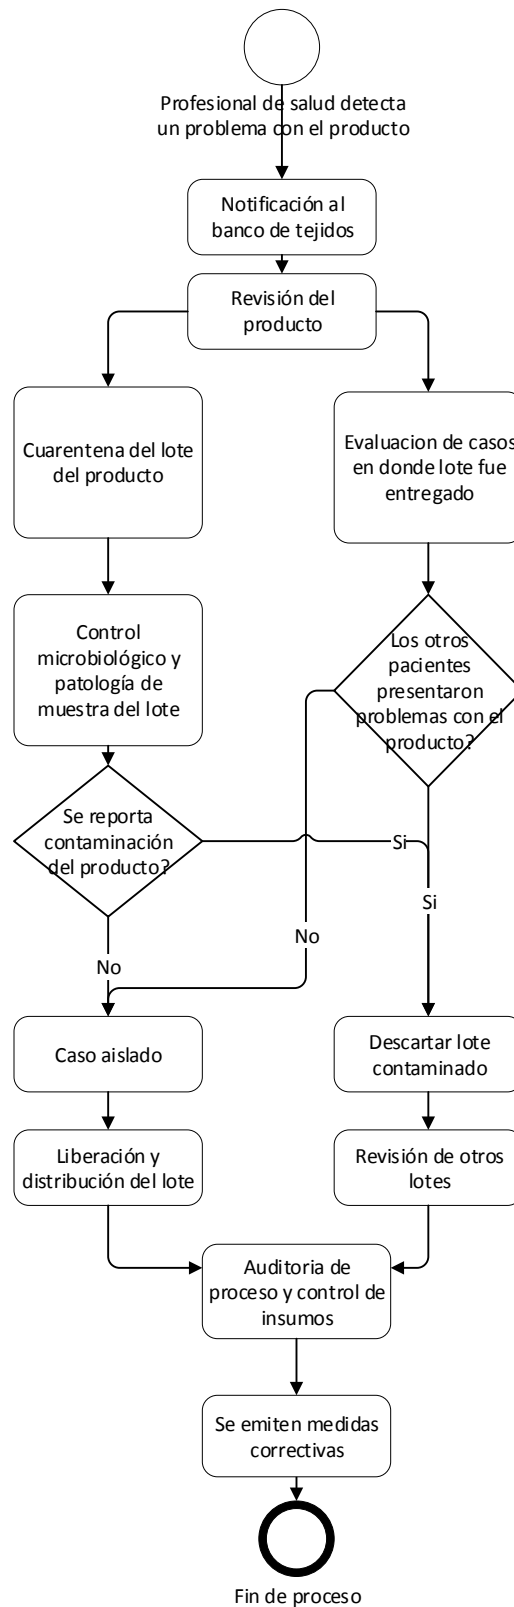 Profesional de salud detecta
un problema con el producto
Notificación al
banco de tejidos
Revisión del
producto
Cuarentena del lote
del producto
Evaluacion de casos
en donde lote fue
entregado
Control
microbiológico y
patología de
muestra del lote
Los otros
pacientes
presentaron
problemas con el
producto?
Se reporta
contaminación
del producto?
Si
Si
No
No
Caso aislado
Descartar lote
contaminado
Liberación y
distribución del lote
Revisión de otros
lotes
Auditoria de
proceso y control de
insumos
Se emiten medidas
correctivas
Fin de proceso